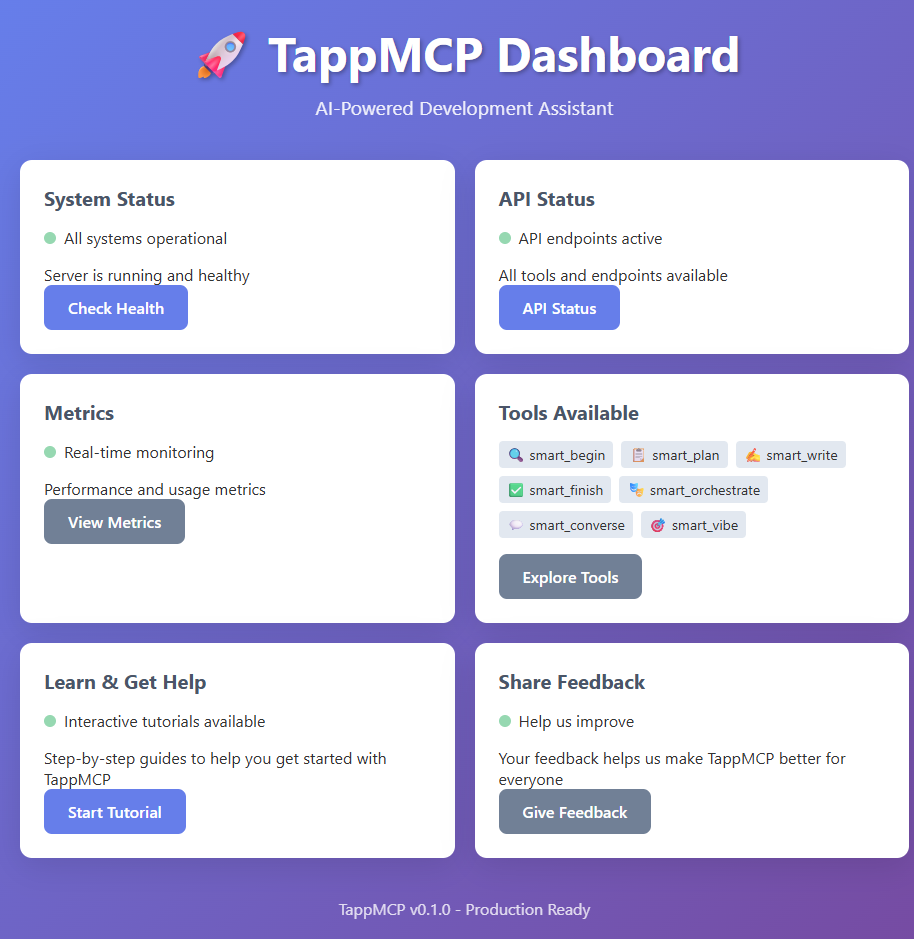 TappMCP Dashboard
AI-Powered Development Assistant
System Status
All systems operational
Server is running and healthy
Check Health
API Status
API endpoints active
All tools and endpoints available
API Status
Metrics
Real-time monitoring
Performance and usage metrics
View Metrics
Tools Available
smart_begin
smart_plan
smart_write
smart_finish
smart_orchestrate
smart_converse
smart_vibe
Explore Tools
Learn & Get Help
Interactive tutorials available
Step-by-step guides to help you get started with
TappMCP
Start Tutorial
Share Feedback
Help us improve
Your feedback helps us make TappMCP better for
everyone
Give Feedback
TappMCP v0.1.0 - Production Ready